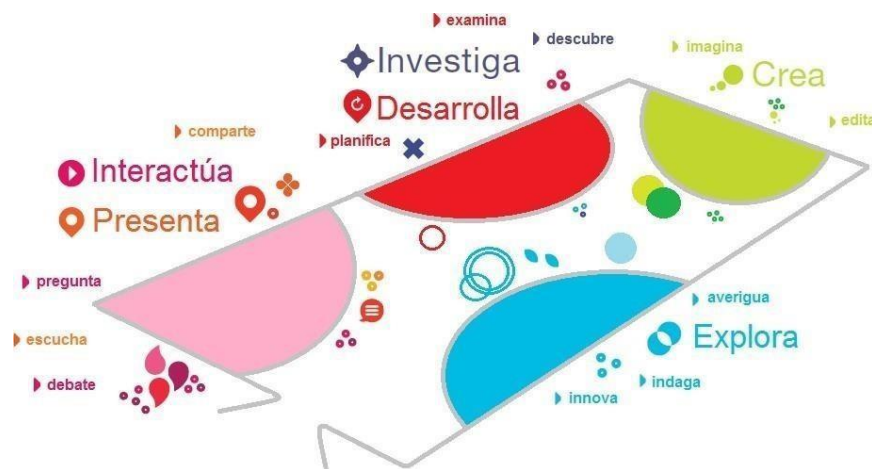 examina
descubre
imagina
Investiga
Crea
Desarrolla
comparte
planifica
edita
Interactúa
Presenta
pregunta
averigua
escucha
Explora
debate
indaga
innova